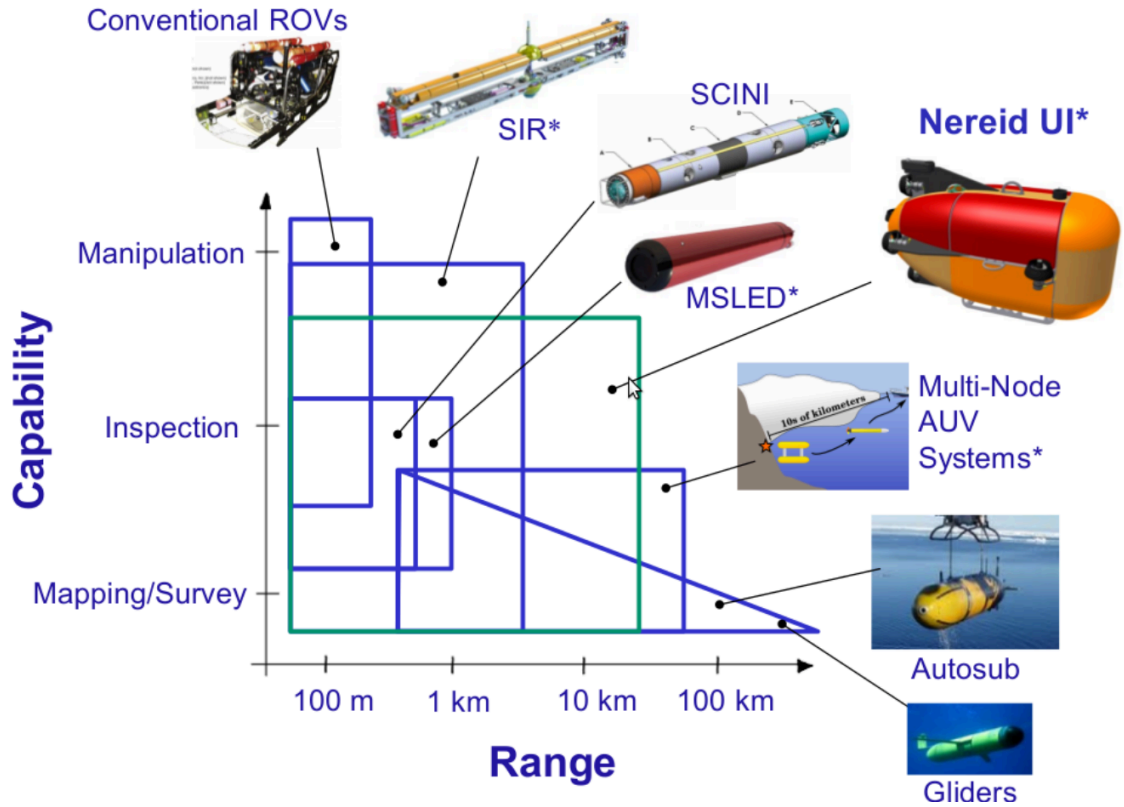 Conventional ROVs
SIR*
SCINI
Nereid UI*
MSLED*
Manipulation
Inspection
Mapping/Survey
Capability
10s of kilometers
Multi-Node
AUV
Systems*
Autosub
Gliders
100 m
1 km
10 km
100 km
Range
A
B
C
D
E